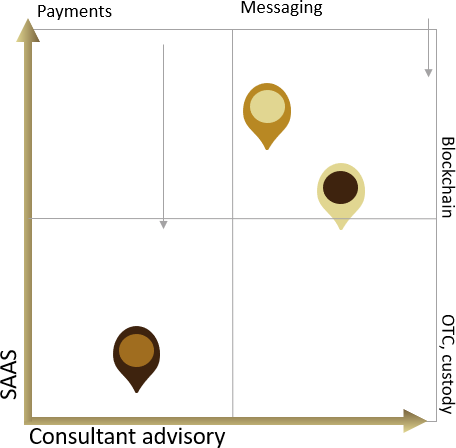 Payments
Messaging
Blockchain
OTC, custody
SAAS
Consultant advisory